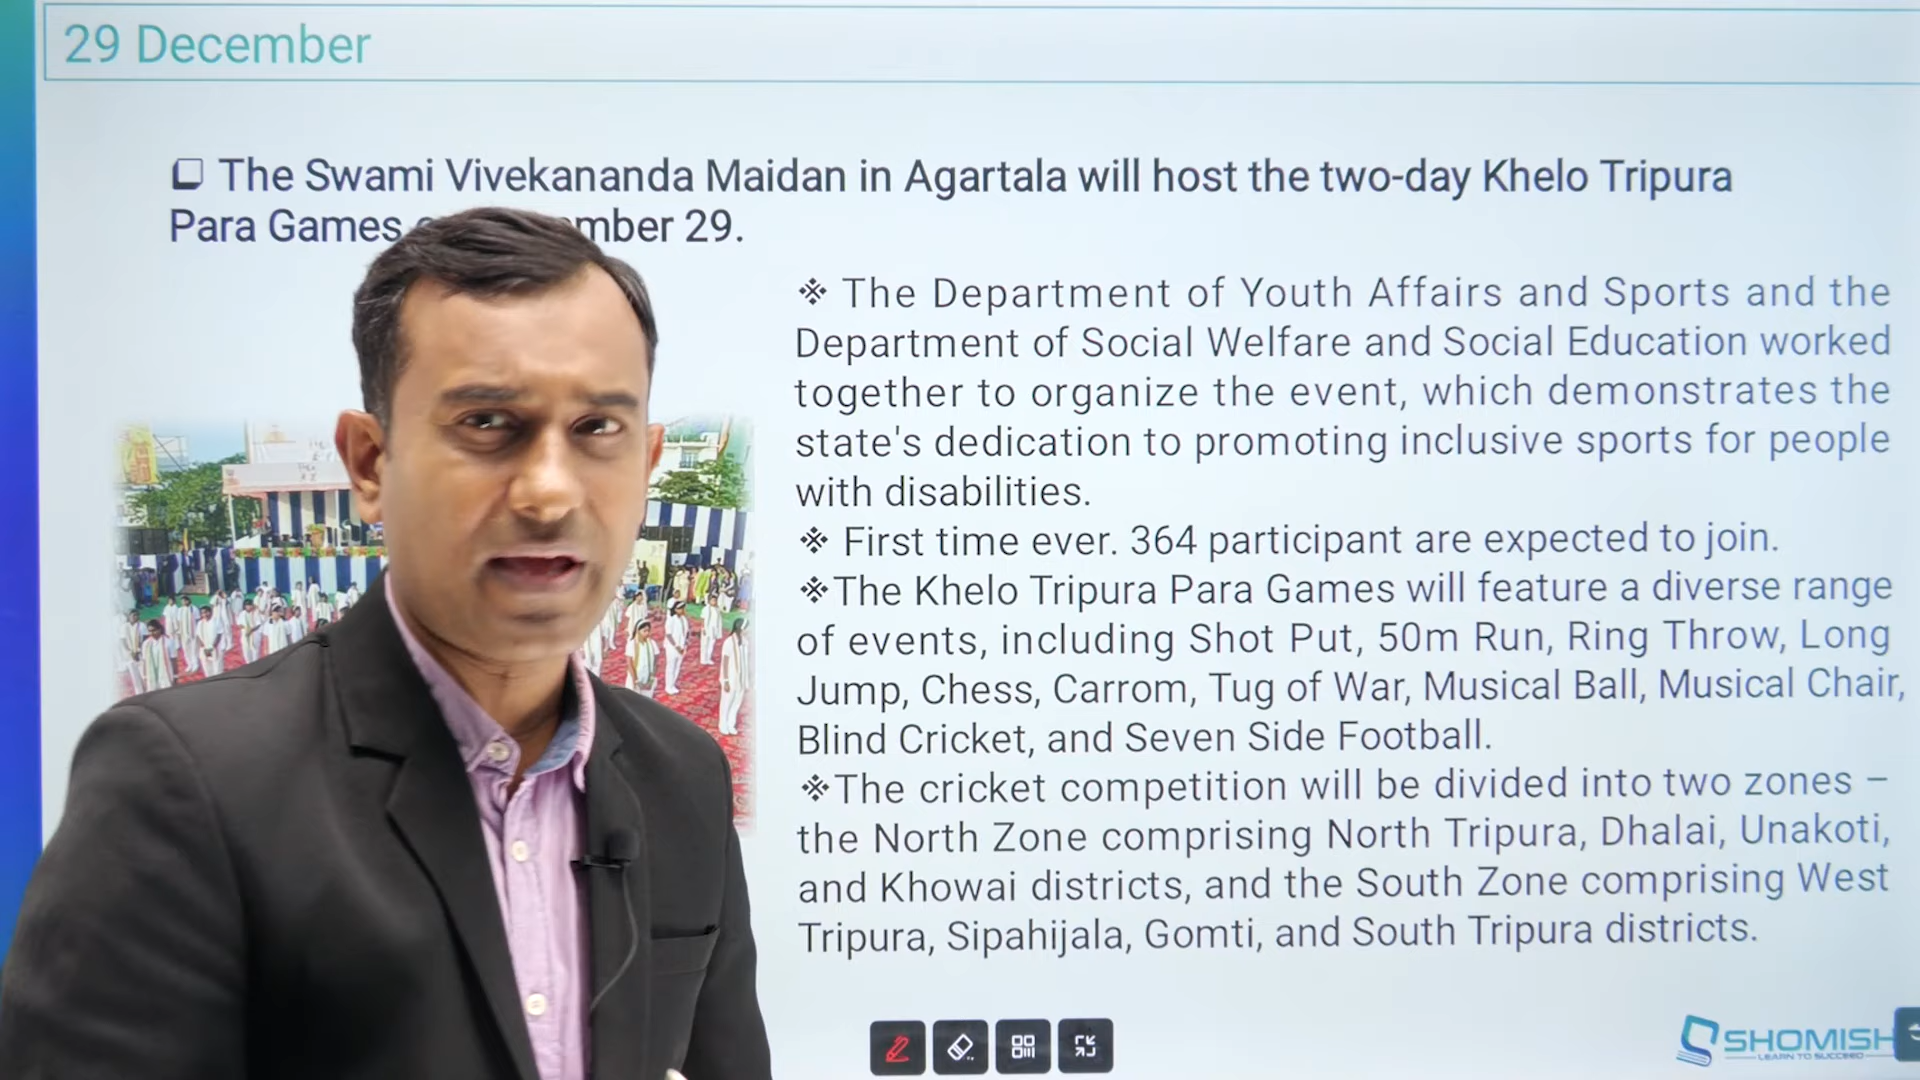 29 December
❑ The Swami Vivekananda Maidan in Agartala will host the two-day Khelo Tripura
Para Games mber 29.
❖ The Department of Youth Affairs and Sports and the
Department of Social Welfare and Social Education worked
together to organize the event, which demonstrates the
state's dedication to promoting inclusive sports for people
with disabilities.
❖ First time ever. 364 participant are expected to join.
❖The Khelo Tripura Para Games will feature a diverse range
of events, including Shot Put, 50m Run, Ring Throw, Long
Jump, Chess, Carrom, Tug of War, Musical Ball, Musical Chair,
Blind Cricket, and Seven Side Football.
❖The cricket competition will be divided into two zones –
the North Zone comprising North Tripura, Dhalai, Unakoti,
and Khowai districts, and the South Zone comprising West
Tripura, Sipahijala, Gomti, and South Tripura districts.
SHOMISH
LEARN TO SUCCEED